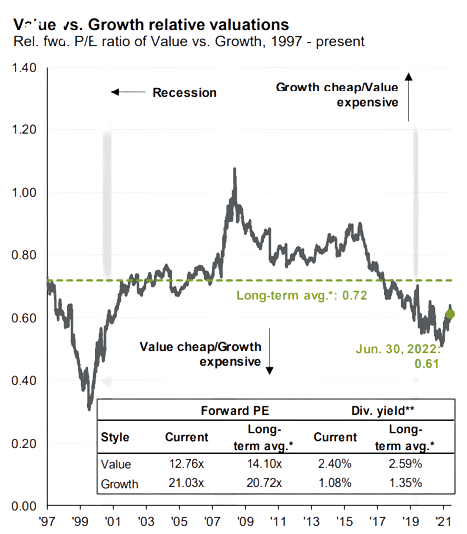 Value vs. Growth relative valuations
Rel. fwd. P/E ratio of Value vs. Growth, 1997 - present
1.40
1.20
1.00
0.80
0.60
0.40
0.20
0.00
Recession
Growth cheap/Value
expensive
Long-term avg.*: 0.72
Value cheap/Growth
expensive
Jun. 30, 2022:
0.61
Forward PE Div. yield**
Style Current Long-term avg.* Current Long-term avg.*
Value 12.76x 14.10x 2.40% 2.59%
Growth 21.03x 20.72x 1.08% 1.35%
'97 '99 '01 '03 '05 '07 '09 '11 '13 '15 '17 '19 '21